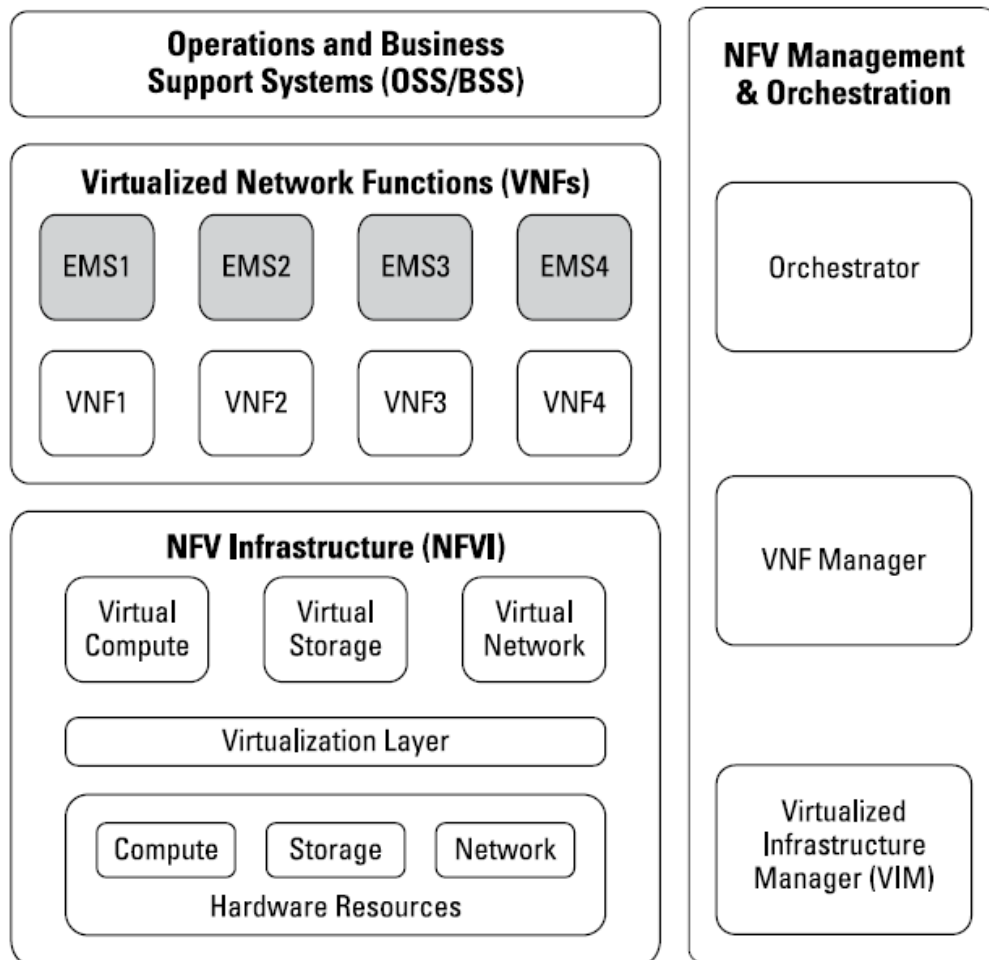 Operations and Business
Support Systems (OSS/BSS)
Virtualized Network Functions (VNFs)
EMS1
EMS2
EMS3
EMS4
VNF1
VNF2
VNF3
VNF4
NFV Infrastructure (NFVI)
Virtual
Compute
Virtual
Storage
Virtual
Network
Virtualization Layer
Compute
Storage
Network
Hardware Resources
NFV Management
& Orchestration
Orchestrator
VNF Manager
Virtualized
Infrastructure
Manager (VIM)